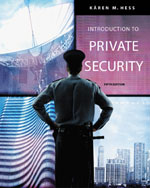 KÄREN M. HESS
INTRODUCTION TO
PRIVATE
SECURITY
FIFTH EDITION